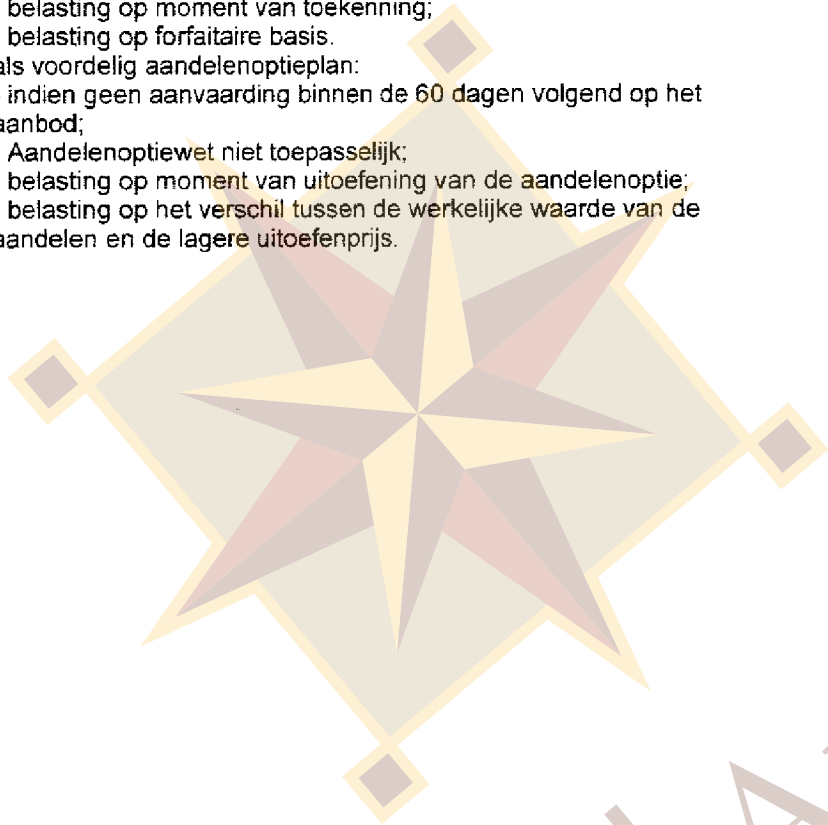 belasting op moment van toekenning;
belasting op forfaitaire basis.
als voordelig aandelenoptieplan:
indien geen aanvaarding binnen de 60 dagen volgend op het
aanbod;
Aandelenoptiewet niet toepasselijk;
belasting op moment van uitoefening van de aandelenoptie;
belasting op het verschil tussen de werkelijke waarde van de
aandelen en de lagere uitoefenprijs.